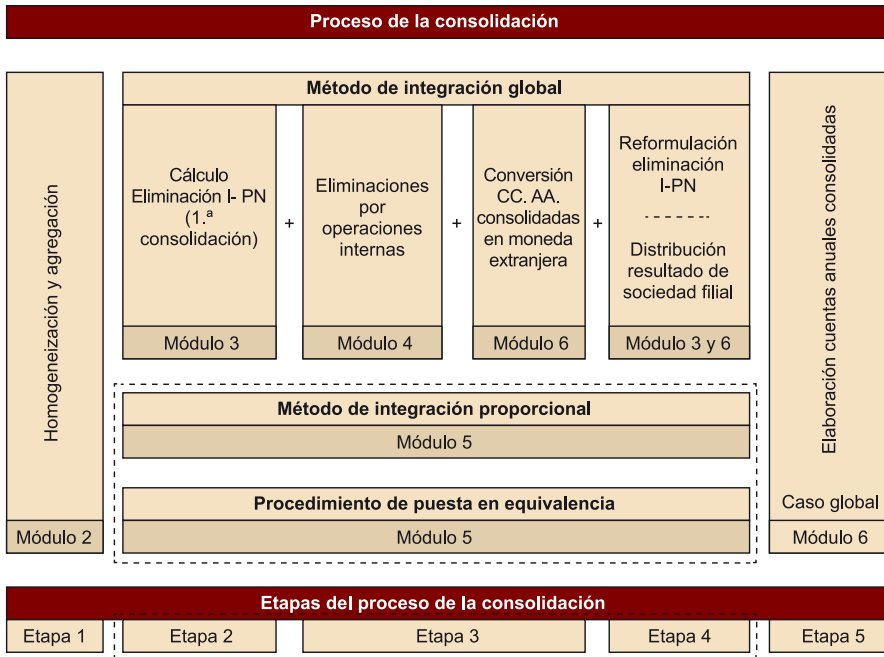 Proceso de la consolidación
Homogeneización y agregación
Módulo 2
Método de integración global
Cálculo
Eliminación I- PN
(1.ª
consolidación)
Módulo 3
+
Eliminaciones
por
operaciones
internas
Módulo 4
+
Conversión
CC. AA.
consolidadas
en moneda
extranjera
Módulo 6
+
Reformulación
eliminación
I-PN
Distribución
resultado de
sociedad filial
Módulo 3 y 6
Método de integración proporcional
Módulo 5
Procedimiento de puesta en equivalencia
Módulo 5
Elaboración cuentas anuales consolidadas
Caso global
Módulo 6
Etapas del proceso de la consolidación
Etapa 1
Etapa 2
Etapa 3
Etapa 4
Etapa 5